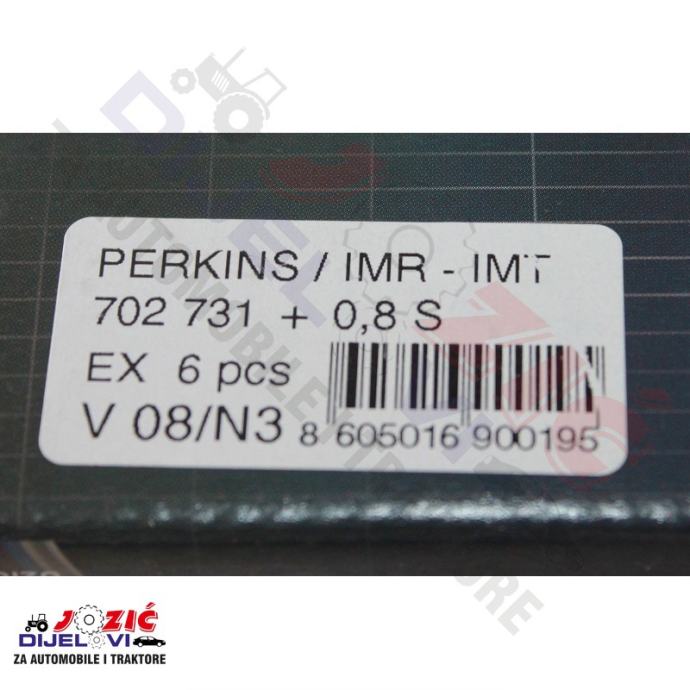 PERKINS / IMR - IMT
702 731 + 0,8 S
EX 6 pcs
V 08/N3
8 605016 900195
JOZIĆ
DIJELOVI
ZA AUTOMOBILE I TRAKTORE